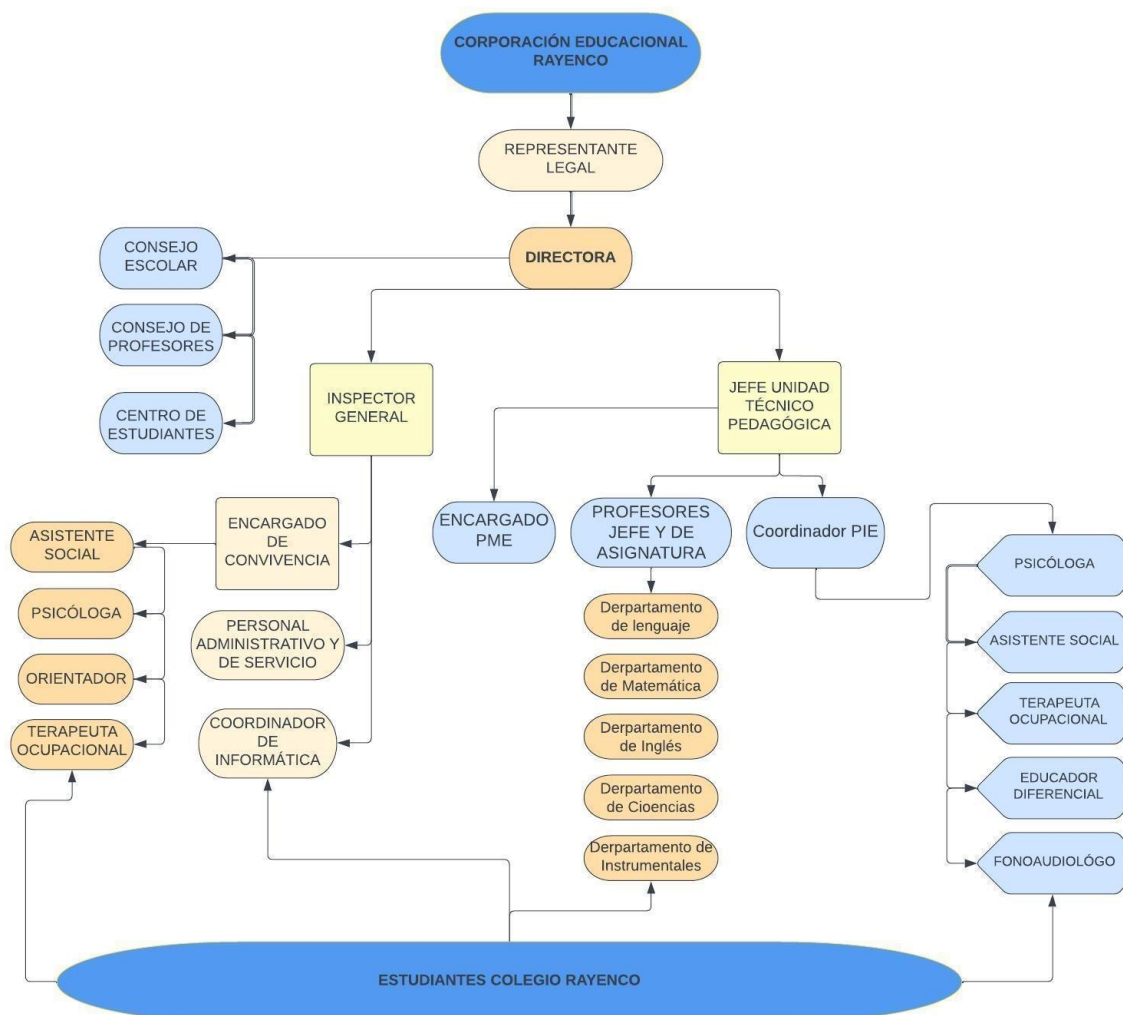 CORPORACIÓN EDUCACIONAL
RAYENCO
REPRESENTANTE
LEGAL
DIRECTORA
CONSEJO
ESCOLAR
CONSEJO DE
PROFESORES
CENTRO DE
ESTUDIANTES
INSPECTOR
GENERAL
JEFE UNIDAD
TÉCNICO
PEDAGÓGICA
ENCARGADO
DE
CONVIVENCIA
ASISTENTE
SOCIAL
PSICÓLOGA
ORIENTADOR
TERAPEUTA
OCUPACIONAL
PERSONAL
ADMINISTRATIVO Y
DE SERVICIO
COORDINADOR
DE
INFORMÁTICA
ENCARGADO
PME
PROFESORES
JEFE Y DE
ASIGNATURA
Coordinador PIE
Derpartamento
de lenguaje
Derpartamento
de Matemática
Derpartamento
de Inglés
Derpartamento
de Cioencias
Derpartamento de
Instrumentales
PSICÓLOGA
ASISTENTE SOCIAL
TERAPEUTA
OCUPACIONAL
EDUCADOR
DIFERENCIAL
FONOAUDIOLÓGO
ESTUDIANTES COLEGIO RAYENCO